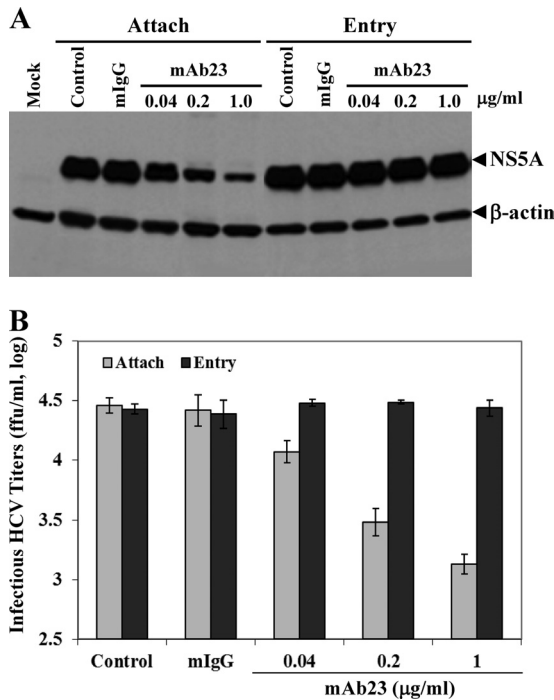 A
Attach Entry
Mock Control mIgG mAb23 Control mIgG mAb23
0.04 0.2 1.0 0.04 0.2 1.0 μg/ml
NS5A
β-actin
B
Infectious HCV Titers (ffu/ml, log)
5
4.5
4
3.5
3
2.5
Attach Entry
Control mIgG 0.04 0.2 1
mAb23 (μg/ml)